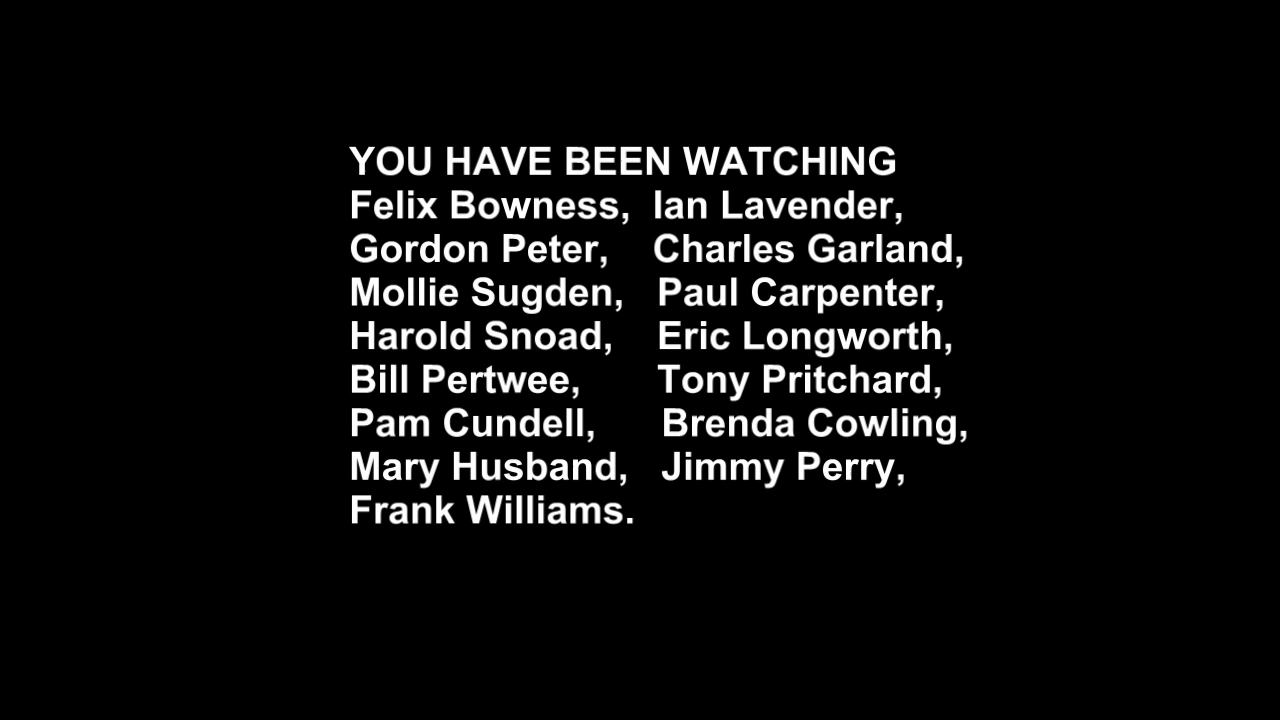 YOU HAVE BEEN WATCHING
Felix Bowness, Ian Lavender,
Gordon Peter, Charles Garland,
Mollie Sugden, Paul Carpenter,
Harold Snoad, Eric Longworth,
Bill Pertwee, Tony Pritchard,
Pam Cundell, Brenda Cowling,
Mary Husband, Jimmy Perry,
Frank Williams.